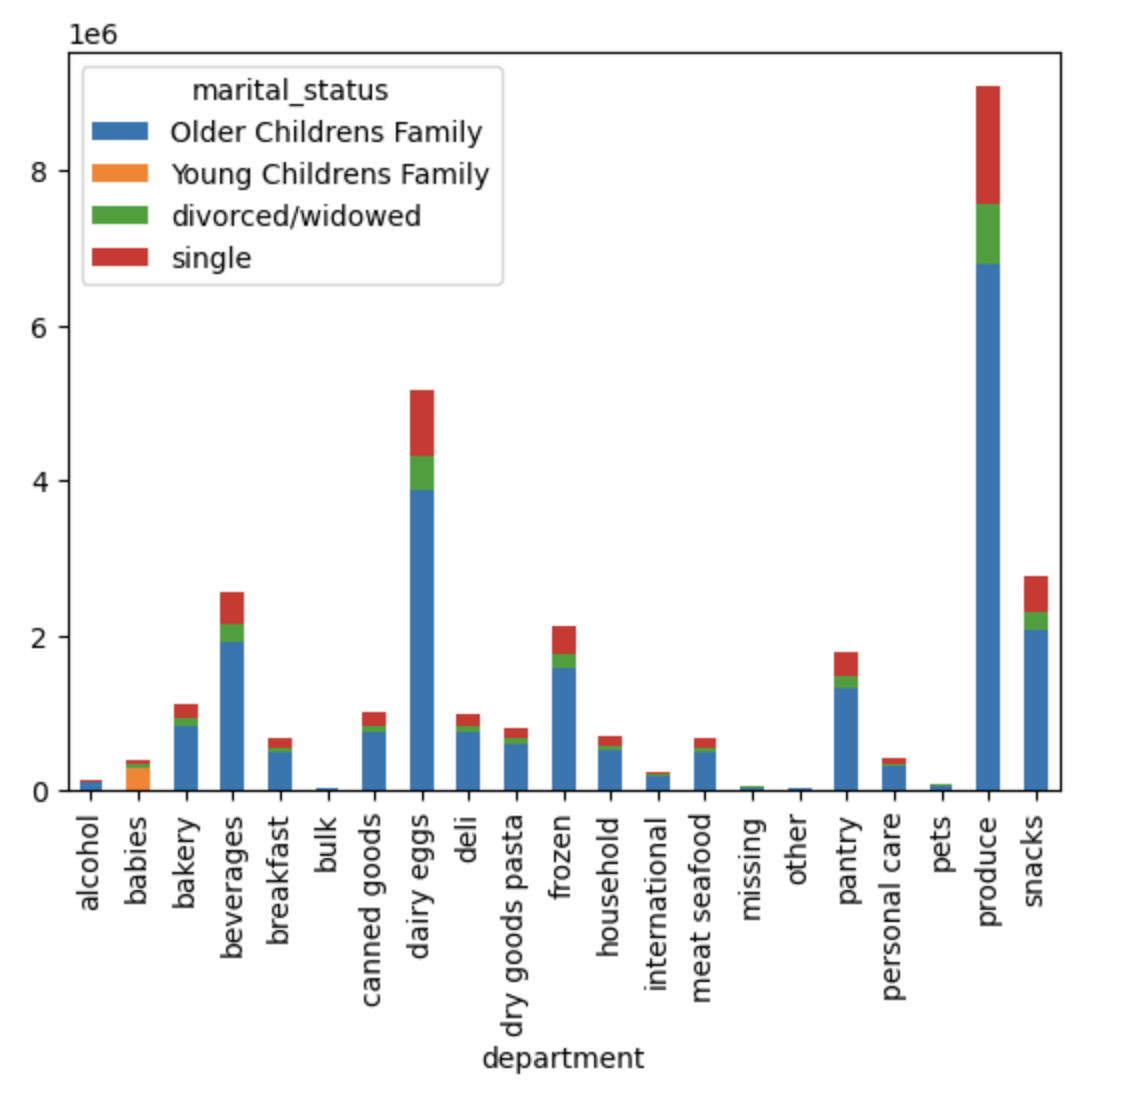 1e6
marital_status
Older Childrens Family
Young Childrens Family
divorced/widowed
single
8
6
4
2
0
alcohol
babies
bakery
beverages
breakfast
bulk
canned goods
dairy eggs
deli
dry goods pasta
frozen
household
international
meat seafood
missing
other
pantry
personal care
pets
produce
snacks
department